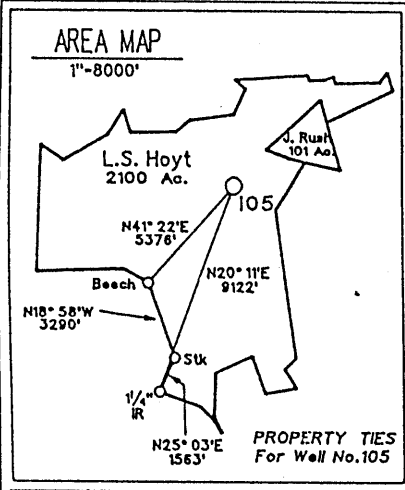 AREA MAP
1"-8000'
J. Rush
101 Ac.
L.S. Hoyt
2100 Ac.
105
N41° 22'E
5376'
N20° 11'E
9122'
Beech
N18° 58'W
3290'
Stk
1 1/4"
IR
N25° 03'E
1563'
PROPERTY TIES
For Well No.105